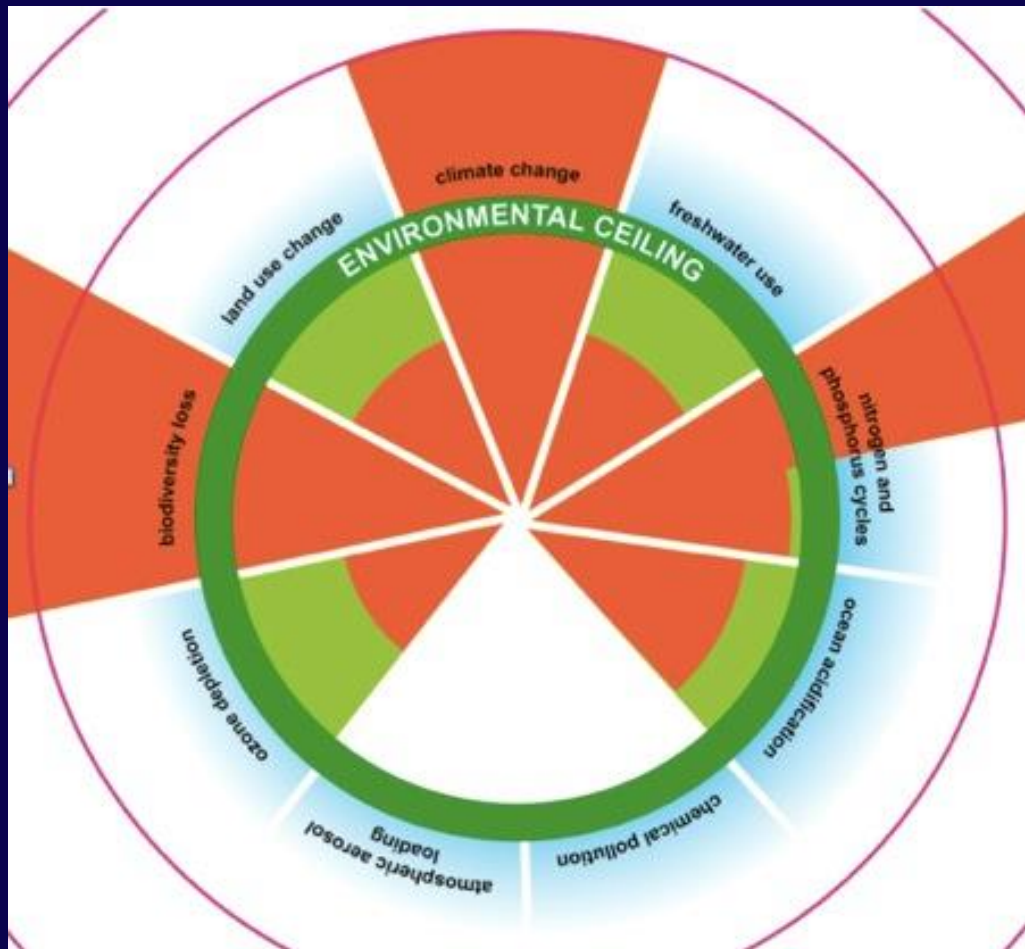 climate change
ENVIRONMENTAL CEILING
freshwater use
nitrogen and
phosphorus cycles
ocean acidification
chemical pollution
atmospheric aerosol
loading
ozone depletion
biodiversity loss
land use change